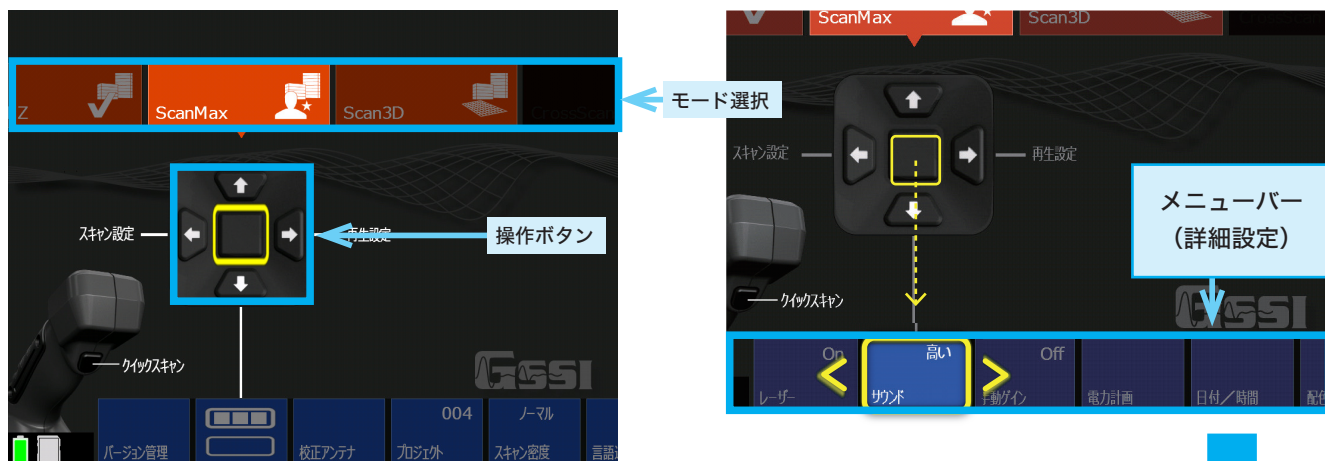 Z
ScanMax
Scan3D
モード選択
スキャン設定
再生設定
操作ボタン
クイックスキャン
GSSI
バージョン管理
校正アンテナ
004
プロジェクト
ノーマル
スキャン密度
ScanMax
Scan3D
スキャン設定
再生設定
メニューバー
(詳細設定)
クイックスキャン
GSSI
On
レーザー
高い
サウンド
Off
手動ゲイン
電力計画
日付/時間